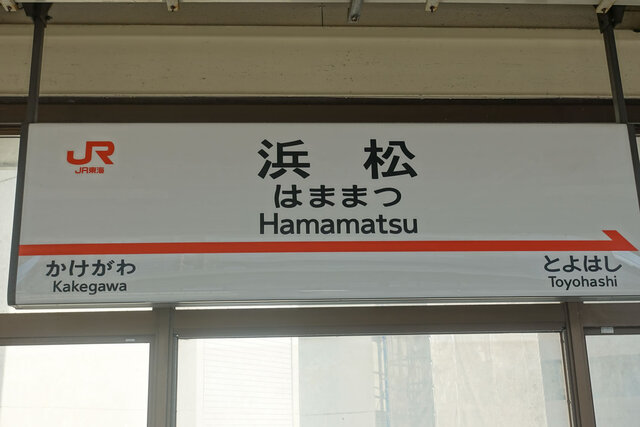 JR
JR東海
浜松
はままつ
Hamamatsu
かけがわ
Kakegawa
とよはし
Toyohashi